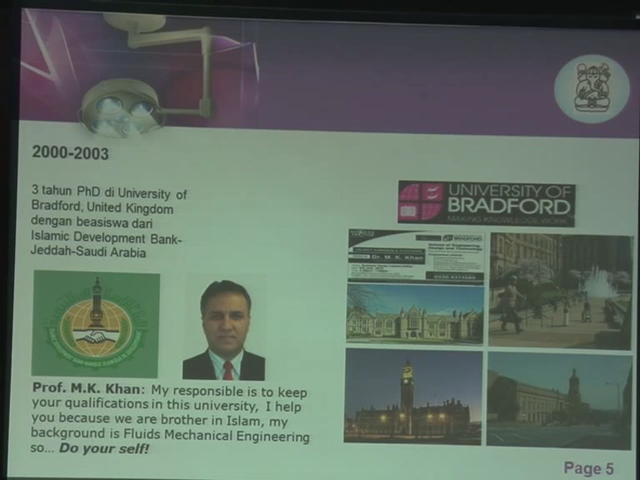 2000-2003
3 tahun PhD di University of
Bradford, United Kingdom
dengan beasiswa dari
Islamic Development Bank-
Jeddah-Saudi Arabia
UNIVERSITY OF
BRADFORD
MAKING KNOWLEDGE WORK
Dr. M. K. Khan
Prof. M.K. Khan: My responsible is to keep
your qualifications in this university, I help
you because we are brother in Islam, my
background is Fluids Mechanical Engineering
so... Do your self!
Page 5